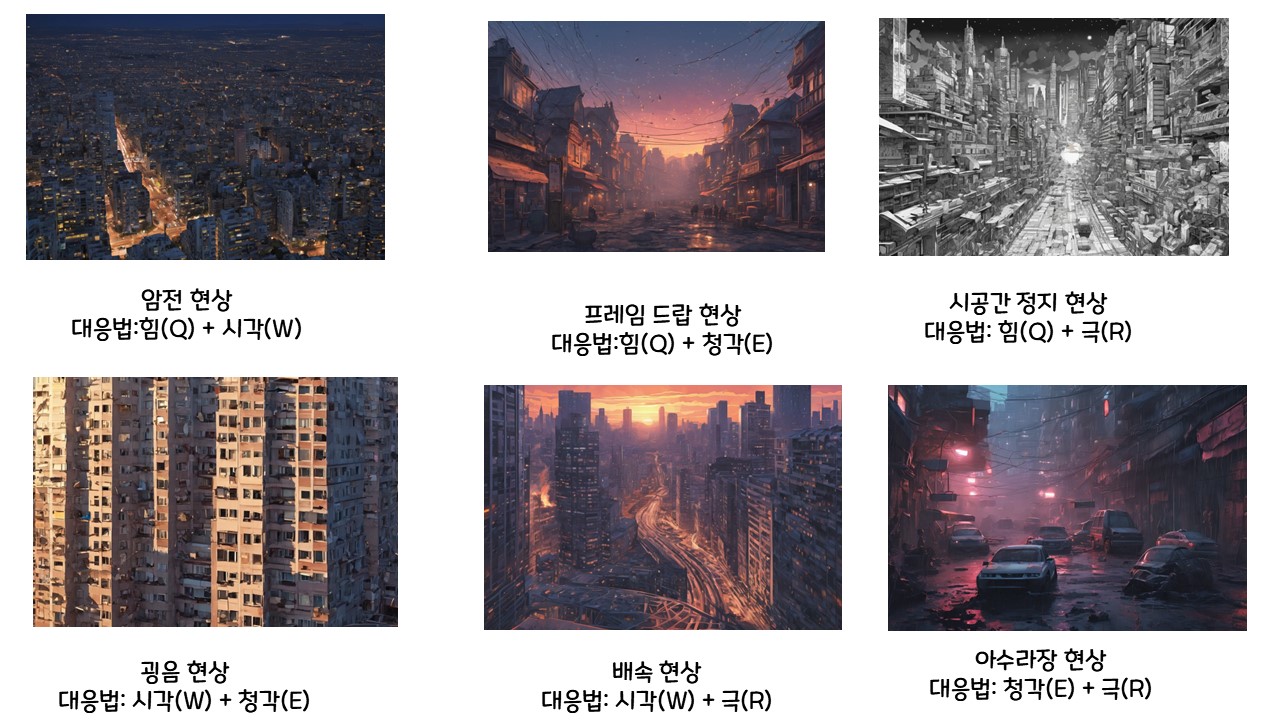 암전 현상
대응법:힘(Q) + 시각(W)
프레임 드랍 현상
대응법:힘(Q) + 청각(E)
시공간 정지 현상
대응법: 힘(Q) + 극(R)
굉음 현상
대응법: 시각(W) + 청각(E)
배속 현상
대응법: 시각(W) + 극(R)
아수라장 현상
대응법: 청각(E) + 극(R)